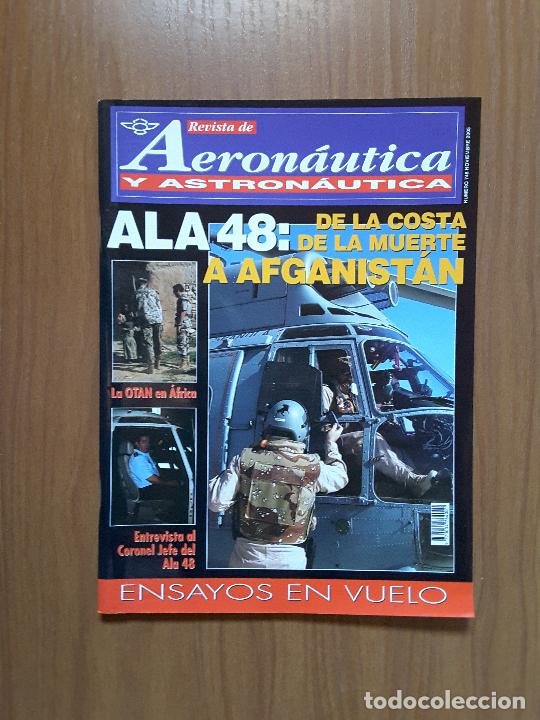 Revista de
Aeronáutica
Y ASTRONÁUTICA
ALA 48: DE LA COSTA
DE LA MUERTE
A AFGANISTÁN
La OTAN en África
Entrevista al
Coronel Jefe del
Ala 48
ENSAYOS EN VUELO
todocoleccion